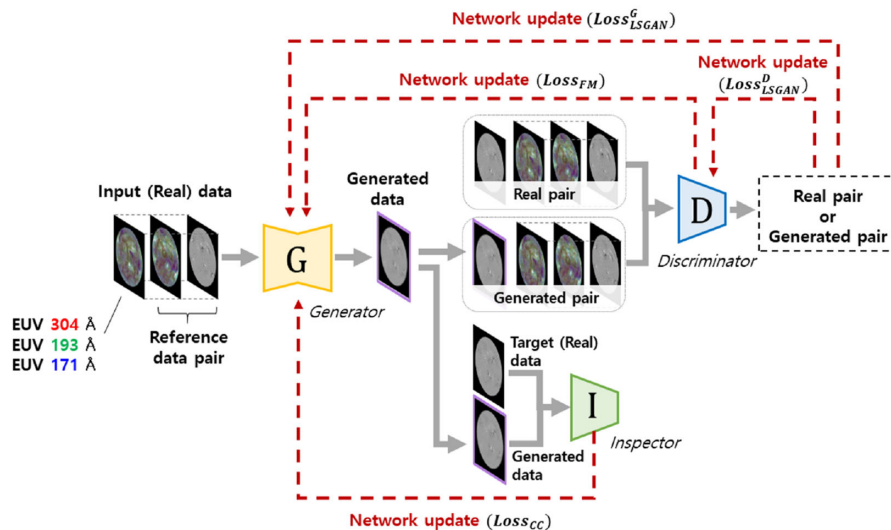 Network update (Loss^G_LSGAN)
Network update (Loss_FM)
Network update
(Loss^D_LSGAN)
Input (Real) data
Generated
data
Real pair
Real pair
or
Generated pair
G
D
Generator
Discriminator
Generated pair
EUV 304 Å
EUV 193 Å
EUV 171 Å
Reference
data pair
Target (Real)
data
I
Generated
data
Inspector
Network update (Loss_CC)